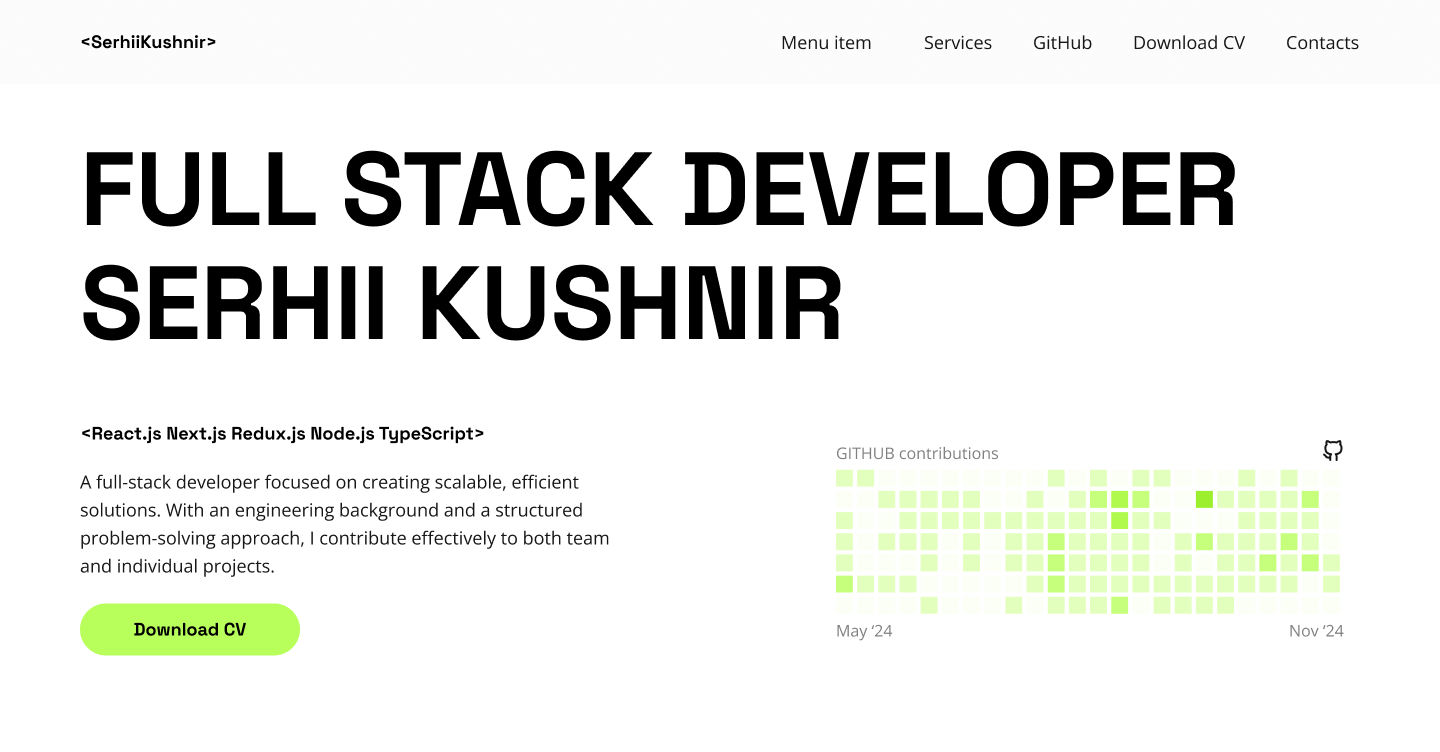 <SerhiiKushnir>
Menu item Services GitHub Download CV Contacts
FULL STACK DEVELOPER
SERHII KUSHNIR
<React.js Next.js Redux.js Node.js TypeScript>
A full-stack developer focused on creating scalable, efficient
solutions. With an engineering background and a structured
problem-solving approach, I contribute effectively to both team
and individual projects.
Download CV
GITHUB contributions
May ‘24 Nov ‘24